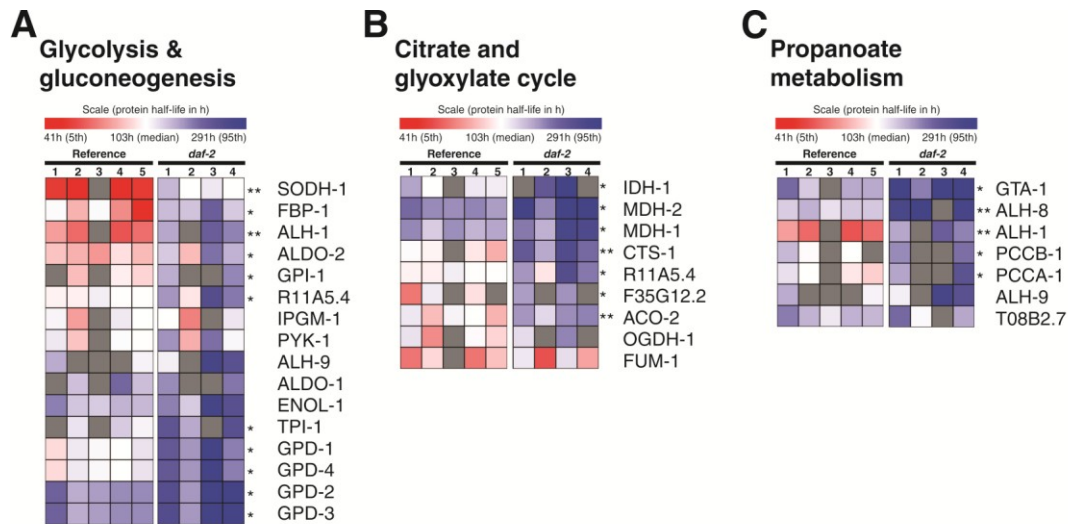 A
Glycolysis &
gluconeogenesis
Scale (protein half-life in h)
41h (5th) 103h (median) 291h (95th)
Reference daf-2
1 2 3 4 5 1 2 3 4
** SODH-1
* FBP-1
** ALH-1
* ALDO-2
* GPI-1
* R11A5.4
IPGM-1
PYK-1
ALH-9
ALDO-1
ENOL-1
* TPI-1
* GPD-1
* GPD-4
* GPD-2
* GPD-3
B
Citrate and
glyoxylate cycle
Scale (protein half-life in h)
41h (5th) 103h (median) 291h (95th)
Reference daf-2
1 2 3 4 5 1 2 3 4
* IDH-1
* MDH-2
* MDH-1
** CTS-1
* R11A5.4
* F35G12.2
** ACO-2
OGDH-1
FUM-1
C
Propanoate
metabolism
Scale (protein half-life in h)
41h (5th) 103h (median) 291h (95th)
Reference daf-2
1 2 3 4 5 1 2 3 4
* GTA-1
** ALH-8
** ALH-1
* PCCB-1
* PCCA-1
ALH-9
T08B2.7